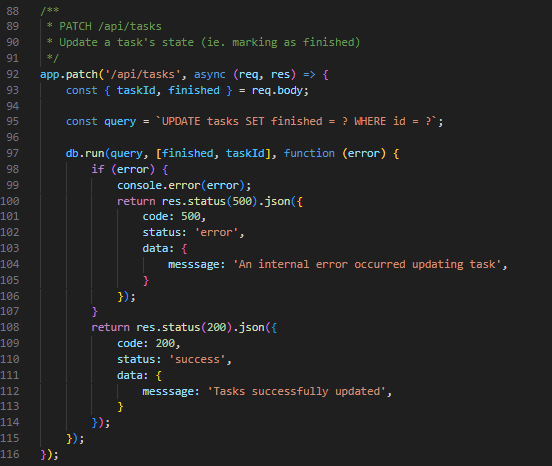 88 /**
89  * PATCH /api/tasks
90  * Update a task's state (ie. marking as finished)
91  */
92 app.patch('/api/tasks', async (req, res) => {
93     const { taskId, finished } = req.body;
94
95     const query = `UPDATE tasks SET finished = ? WHERE id = ?`;
96
97     db.run(query, [finished, taskId], function (error) {
98         if (error) {
99             console.error(error);
100             return res.status(500).json({
101                 code: 500,
102                 status: 'error',
103                 data: {
104                     messsage: 'An internal error occurred updating task',
105                 }
106             });
107         }
108         return res.status(200).json({
109             code: 200,
110             status: 'success',
111             data: {
112                 messsage: 'Tasks successfully updated',
113             }
114         });
115     });
116 });